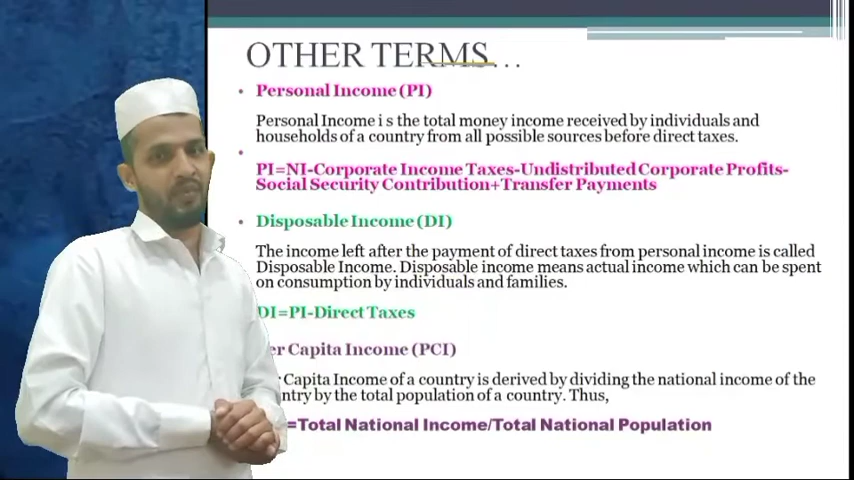 OTHER TERMS...
Personal Income (PI)
Personal Income i s the total money income received by individuals and
households of a country from all possible sources before direct taxes.
PI=NI-Corporate Income Taxes-Undistributed Corporate Profits-
Social Security Contribution+Transfer Payments
Disposable Income (DI)
The income left after the payment of direct taxes from personal income is called
Disposable Income. Disposable income means actual income which can be spent
on consumption by individuals and families.
DI=PI-Direct Taxes
er Capita Income (PCI)
Capita Income of a country is derived by dividing the national income of the
ntry by the total population of a country. Thus,
=Total National Income/Total National Population